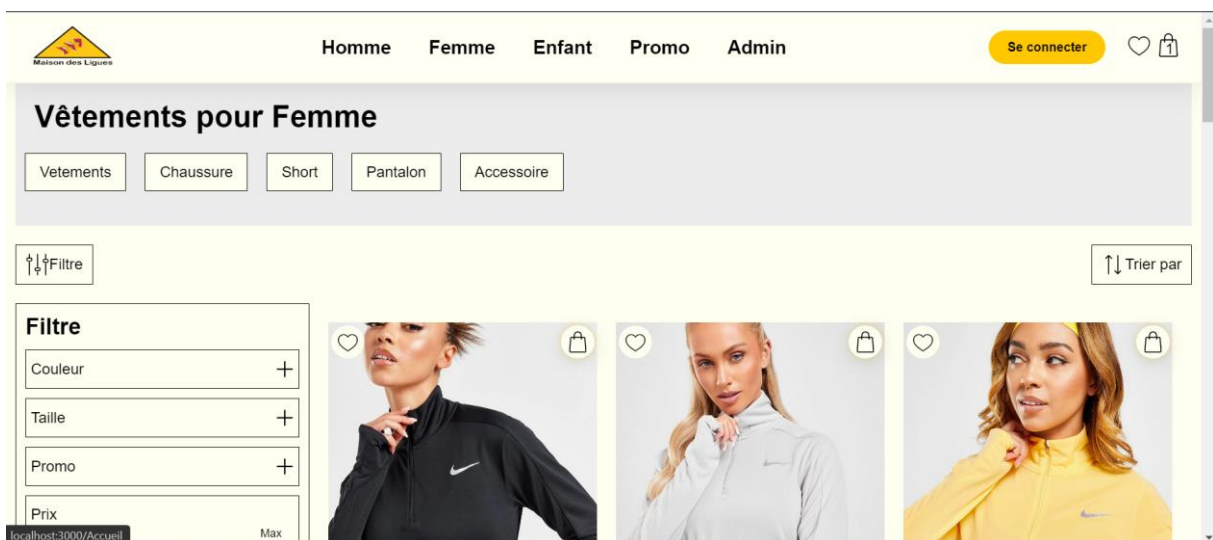 Maison des Ligues
Homme Femme Enfant Promo Admin
Se connecter
1
Vêtements pour Femme
Vetements Chaussure Short Pantalon Accessoire
Filtre
Trier par
Filtre
Couleur
Taille
Promo
Prix
Max
localhost:3000/Accueil